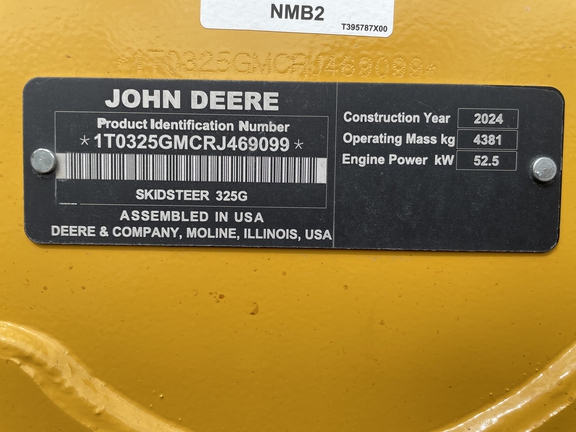 NMB2
T395787X00
*1T0325GMCRJ469099*
JOHN DEERE
Product Identification Number
*1T0325GMCRJ469099*
SKIDSTEER 325G
ASSEMBLED IN USA
DEERE & COMPANY, MOLINE, ILLINOIS, USA
Construction Year 2024
Operating Mass kg 4381
Engine Power kW 52.5